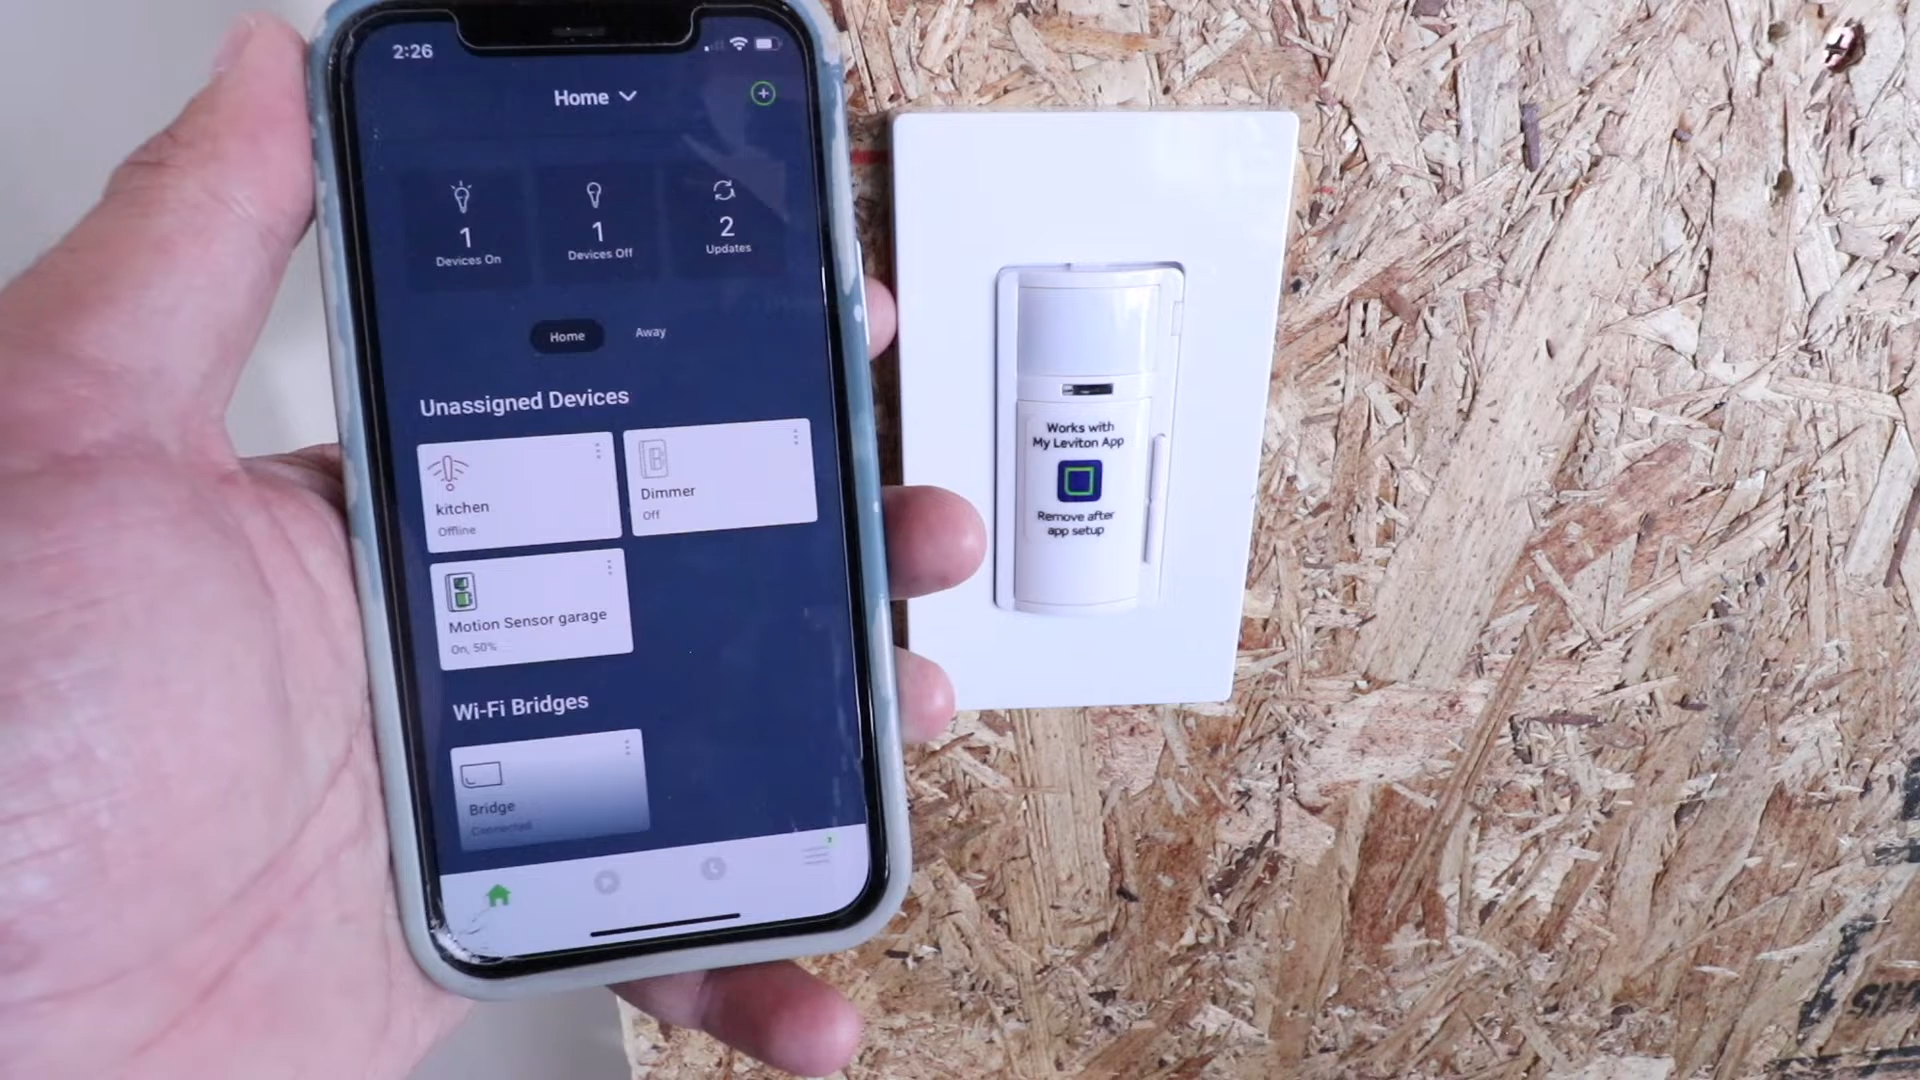 2:26
Home
1
Devices On
1
Devices Off
2
Updates
Home
Away
Unassigned Devices
kitchen
Offline
Dimmer
Off
Motion Sensor garage
On, 50%
Wi-Fi Bridges
Bridge
Connected
Works with
My Leviton App
Remove after
app setup